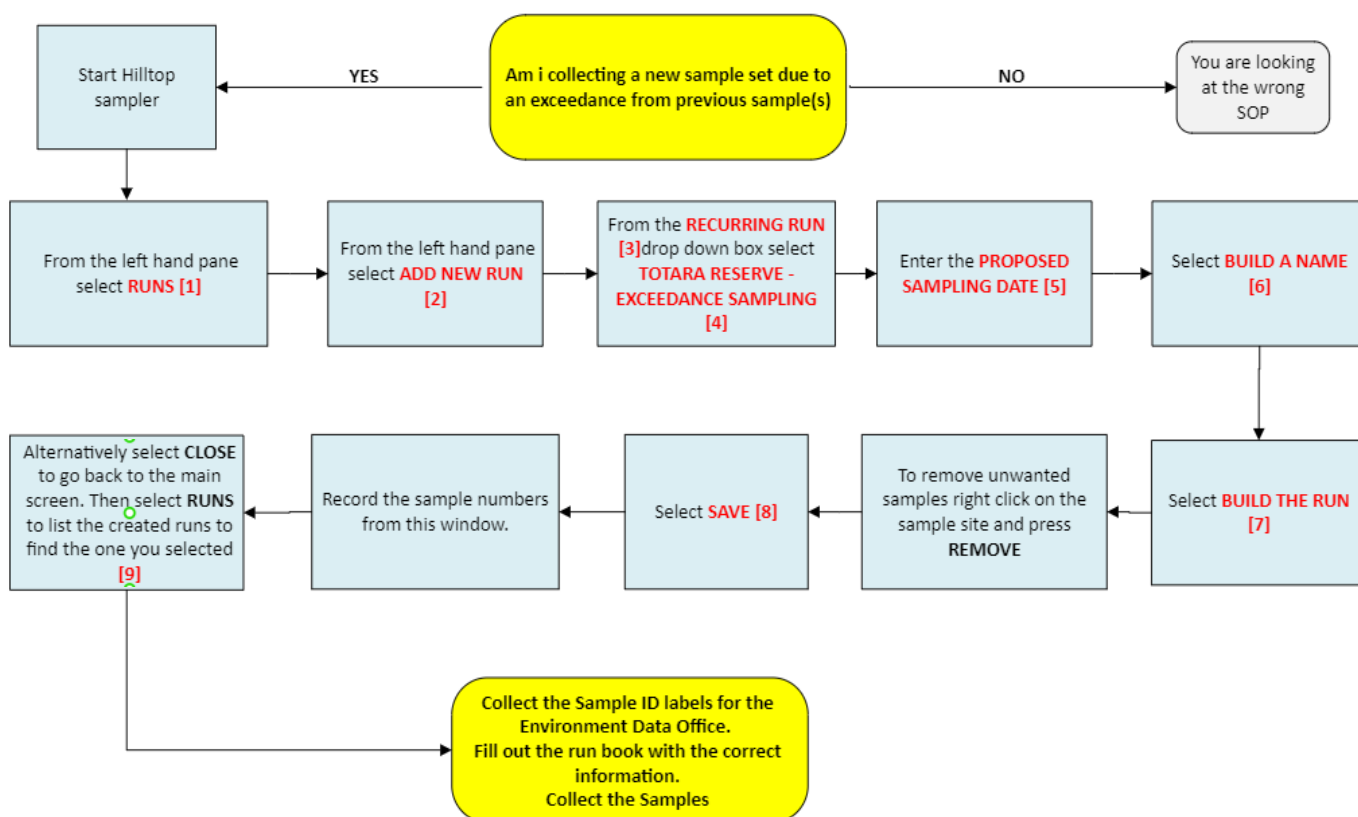 Start Hilltop
sampler
YES
Am i collecting a new sample set due to
an exceedance from previous sample(s)
NO
You are looking
at the wrong
SOP
From the left hand pane
select RUNS [1]
From the left hand pane
select ADD NEW RUN
[2]
From the RECURRING RUN
[3]drop down box select
TOTARA RESERVE -
EXCEEDANCE SAMPLING
[4]
Enter the PROPOSED
SAMPLING DATE [5]
Select BUILD A NAME
[6]
Select BUILD THE RUN
[7]
To remove unwanted
samples right click on the
sample site and press
REMOVE
Select SAVE [8]
Record the sample numbers
from this window.
Alternatively select CLOSE
to go back to the main
screen. Then select RUNS
to list the created runs to
find the one you selected
[9]
Collect the Sample ID labels for the
Environment Data Office.
Fill out the run book with the correct
information.
Collect the Samples